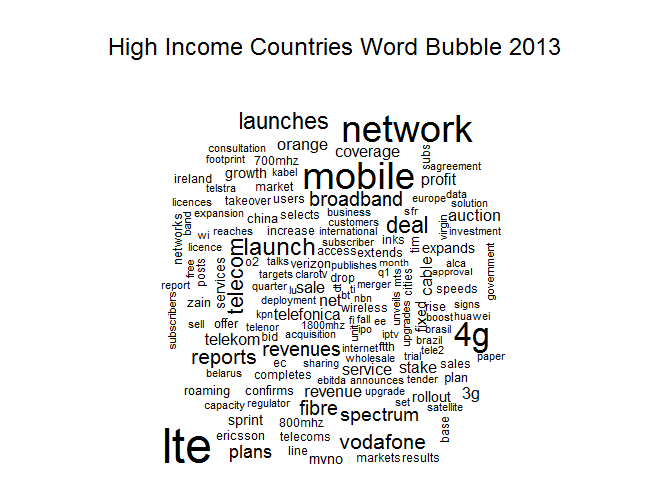 High Income Countries Word Bubble 2013
launches
network
consultation
orange
coverage
subs
footprint
700mhz
growth
kabel
mobile
agreement
profit
ireland
telstra
market
licences
takeover
users
broadband
europe
data
solution
expansion
china
selects
business
sfr
deal
auction
virgin
networks
band
wi
reaches
increase
international
customers
tim
investment
licence
launch
subscriber
access
inks
extends
expands
telecom
o2
talks
verizon
publishes
month
cable
alca
approval
government
free
posts
services
targets
clarotv
drop
q1
mts
cities
report
quarter
lu
sale
tt
ti
merger
speeds
subscribers
zain
deployment
net
bt
nbn
wireless
unveils
upgrades
fixed
rise
signs
kpn
telefonica
boost
huawei
sell
offer
telenor
1800mhz
unit
fi
fall
ee
ipo
iptv
brasil
4g
telekom
bid
acquisition
internet
ftth
brazil
tele2
reports
revenues
wholesale
trial
paper
ec
sharing
service
stake
sales
belarus
completes
ebitda
announces
tender
plan
roaming
confirms
revenue
upgrade
rollout
3g
capacity
regulator
fibre
set
satellite
sprint
800mhz
spectrum
base
lte
ericsson
telecoms
vodafone
plans
line
mvno
markets
results